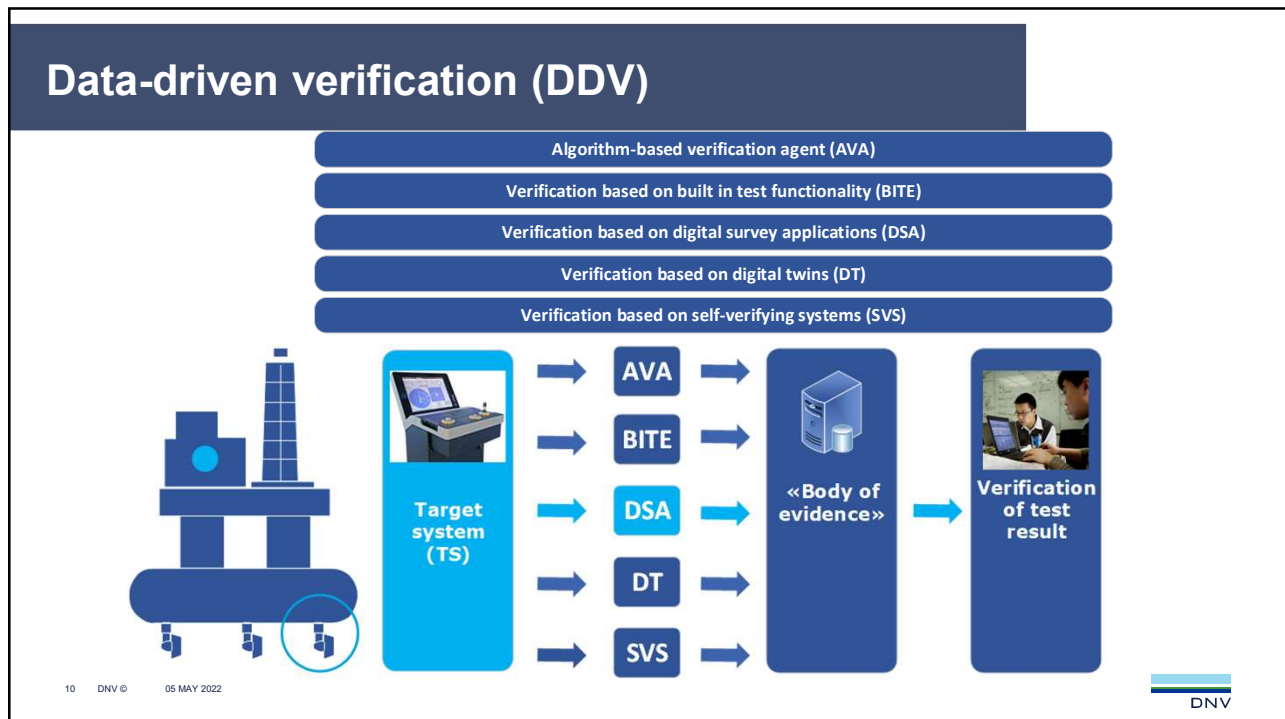 Data-driven verification (DDV)
Algorithm-based verification agent (AVA)
Verification based on built in test functionality (BITE)
Verification based on digital survey applications (DSA)
Verification based on digital twins (DT)
Verification based on self-verifying systems (SVS)
Target
system
(TS)
AVA
BITE
DSA
DT
SVS
«Body of
evidence»
Verification
of test
result
10 DNV © 05 MAY 2022
DNV